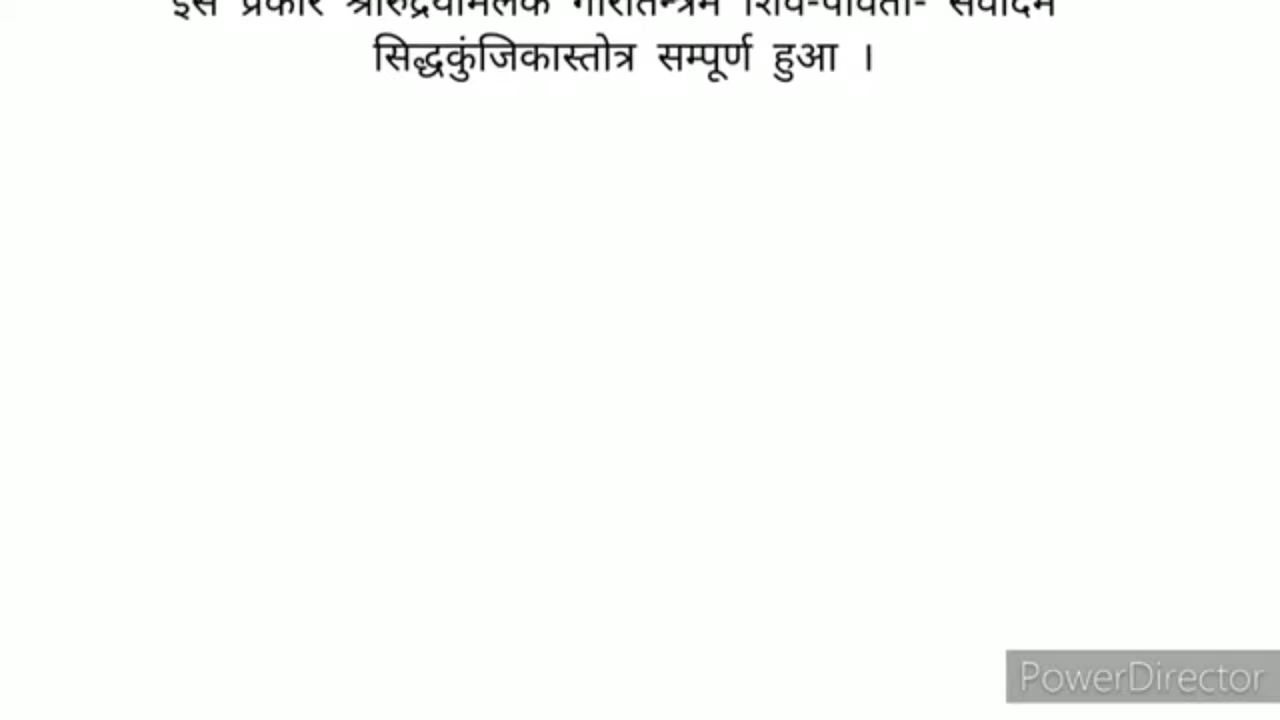 इस प्रकार श्रीरुद्रयामलके गौरीतन्त्रमें शिव-पार्वती- संवादमें
सिद्धकुंजिकास्तोत्र सम्पूर्ण हुआ ।
PowerDirector